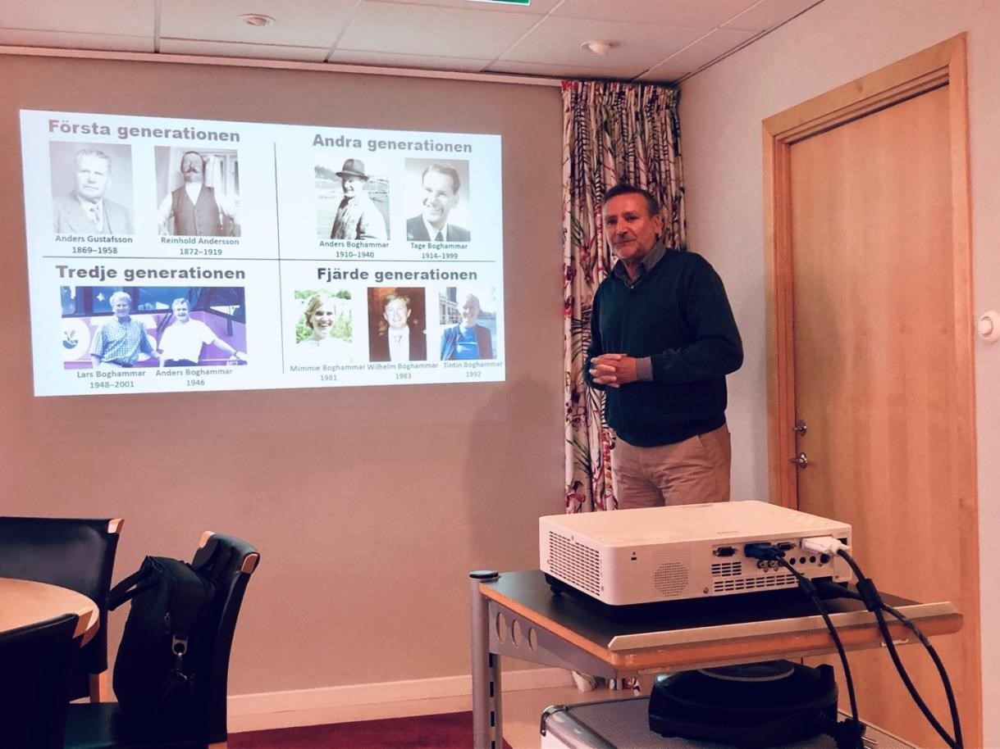 Första generationen
Anders Gustafsson
1869–1958
Reinhold Andersson
1872–1919
Andra generationen
Anders Boghammar
1910–1940
Tage Boghammar
1914–1999
Tredje generationen
Lars Boghammar
1948–2001
Anders Boghammar
1946
Fjärde generationen
Mimmie Boghammar
1981
Wilhelm Boghammar
1983
Tintin Boghammar
1992